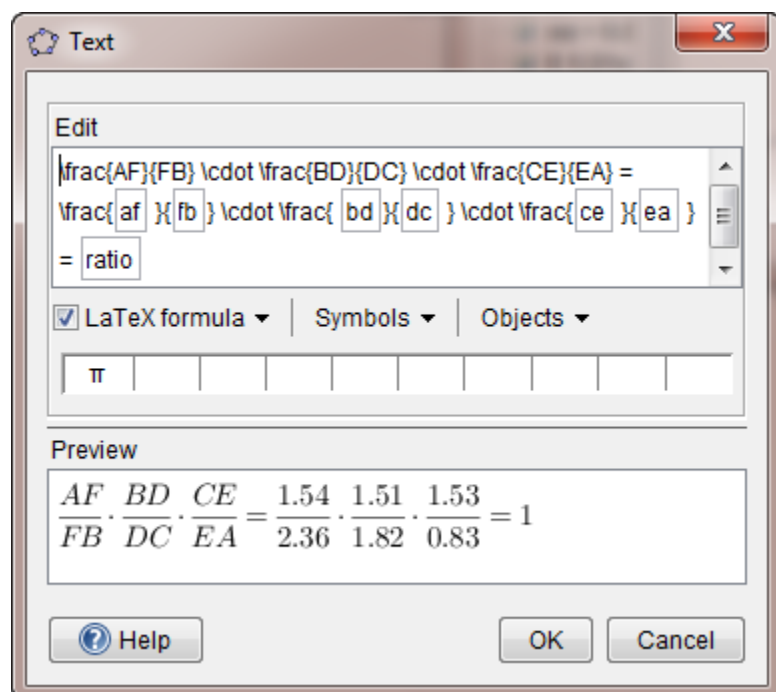 Text
Edit
\frac{AF}{FB} \cdot \frac{BD}{DC} \cdot \frac{CE}{EA} =
\frac{ af }{ fb } \cdot \frac{ bd }{ dc } \cdot \frac{ ce }{ ea }
= ratio
LaTeX formula Symbols Objects
π
Preview
AF/FB · BD/DC · CE/EA = 1.54/2.36 · 1.51/1.82 · 1.53/0.83 = 1
Help OK Cancel